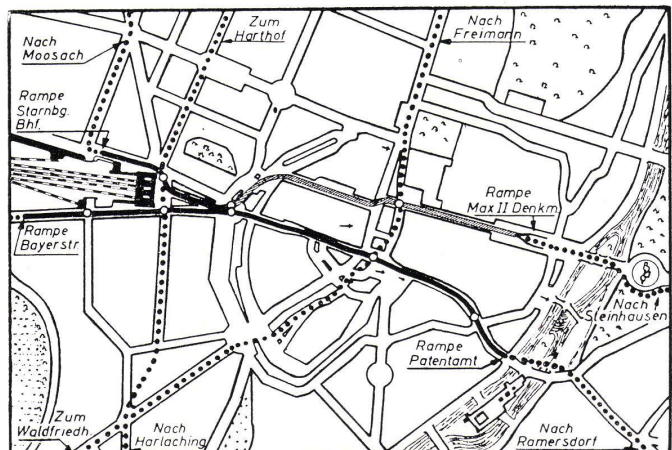 Nach
Moosach
Zum
Harthof
Nach
Freimann
Rampe
Starnbg.
Bhf.
Rampe
Max II Denkm.
Rampe
Bayerstr.
Nach
Steinhausen
Rampe
Patentamt
Zum
Waldfriedh.
Nach
Harlaching
Nach
Ramersdorf